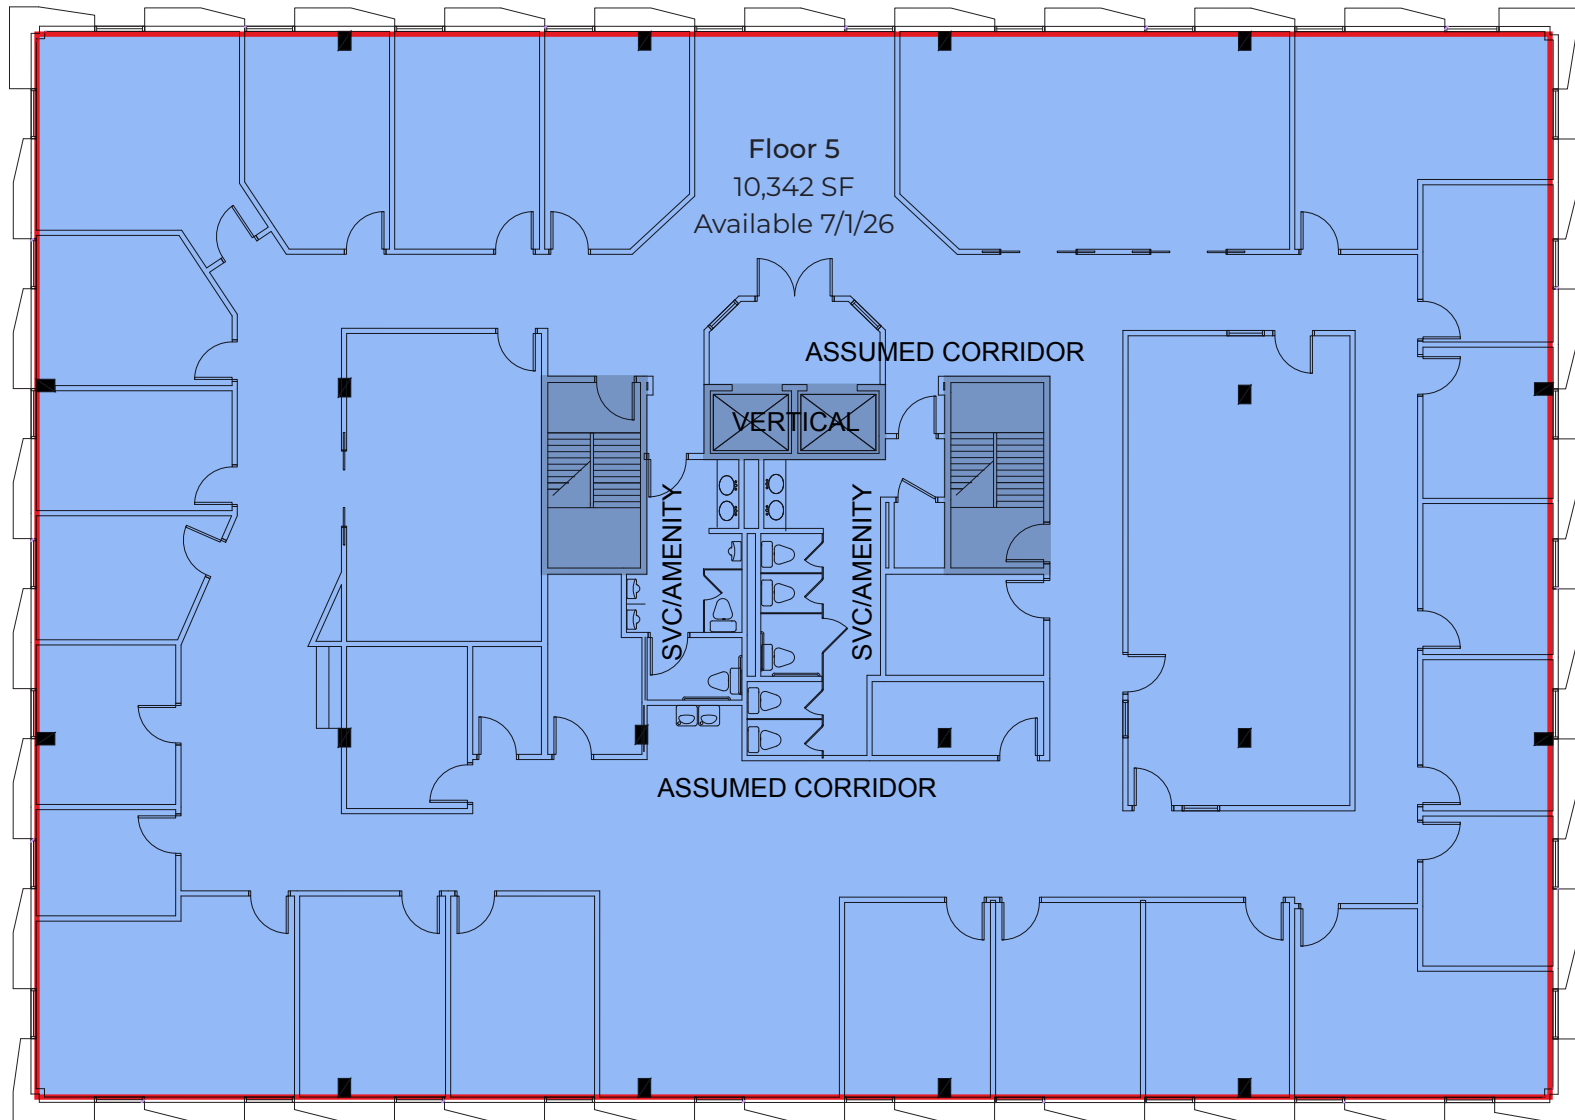 Floor 5
10,342 SF
Available 7/1/26
ASSUMED CORRIDOR
VERTICAL
SVC/AMENITY
SVC/AMENITY
ASSUMED CORRIDOR